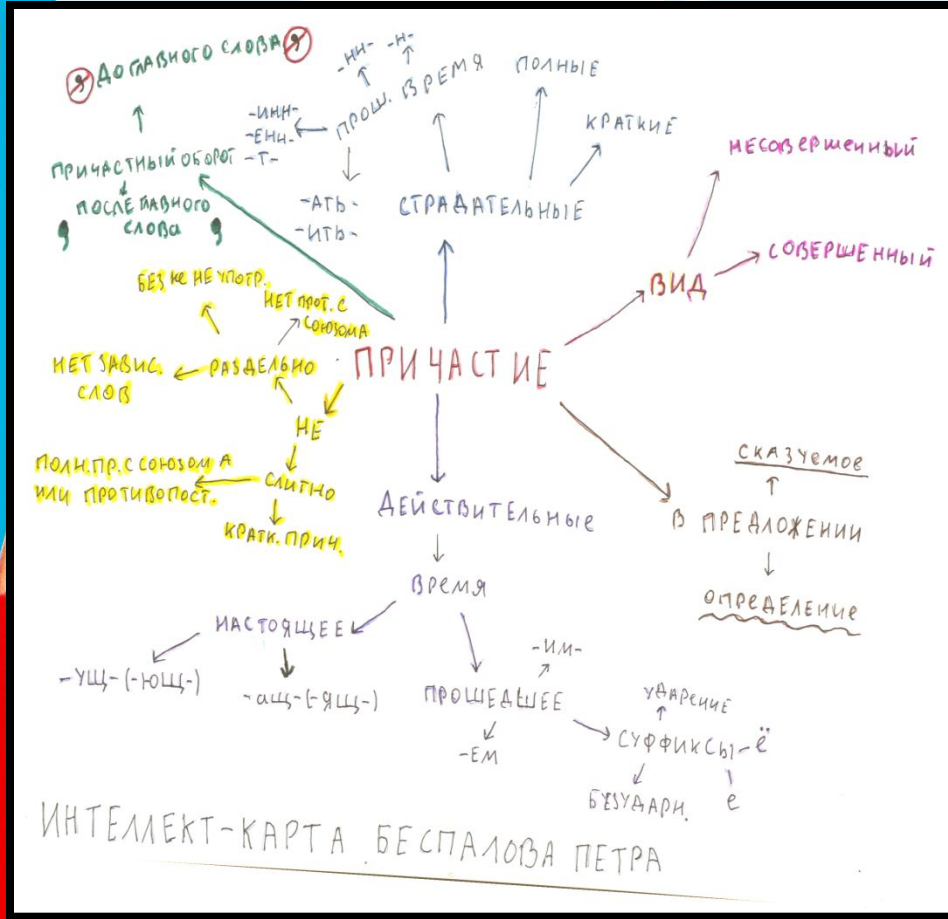 , ДО ГЛАВНОГО СЛОВА ,
ПРИЧАСТНЫЙ ОБОРОТ
ПОСЛЕ ГЛАВНОГО
, СЛОВА ,
-НН-
-Н-
ПРОШ. ВРЕМЯ
-ИНН-
-ЕНН-
-Т-
-АТЬ-
-ИТЬ-
ПОЛНЫЕ
КРАТКИЕ
СТРАДАТЕЛЬНЫЕ
НЕСОВЕРШЕННЫЙ
СОВЕРШЕННЫЙ
ВИД
БЕЗ НЕ НЕ УПОТР.
НЕТ ПРОТ. С
СОЮЗОМ А
НЕТ ЗАВИС.
СЛОВ
РАЗДЕЛЬНО
ПРИЧАСТИЕ
НЕ
ПОЛН. ПР. С СОЮЗОМ А
ИЛИ ПРОТИВОПОСТ.
СЛИТНО
КРАТК. ПРИЧ.
ДЕЙСТВИТЕЛЬНЫЕ
СКАЗУЕМОЕ
В ПРЕДЛОЖЕНИИ
ОПРЕДЕЛЕНИЕ
ВРЕМЯ
НАСТОЯЩЕЕ
-УЩ-(-ЮЩ-)
-ащ-(-ЯЩ-)
-ИМ-
ПРОШЕДШЕЕ
-ЕМ
УДАРЕНИЕ
СУФФИКСЫ-ё
БЕЗУДАРН.
е
ИНТЕЛЛЕКТ-КАРТА БЕСПАЛОВА ПЕТРА